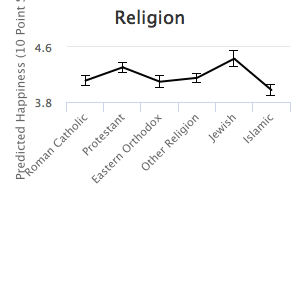 Religion
Predicted Happiness (10 Point
4.6
3.8
Roman Catholic
Protestant
Eastern Orthodox
Other Religion
Jewish
Islamic